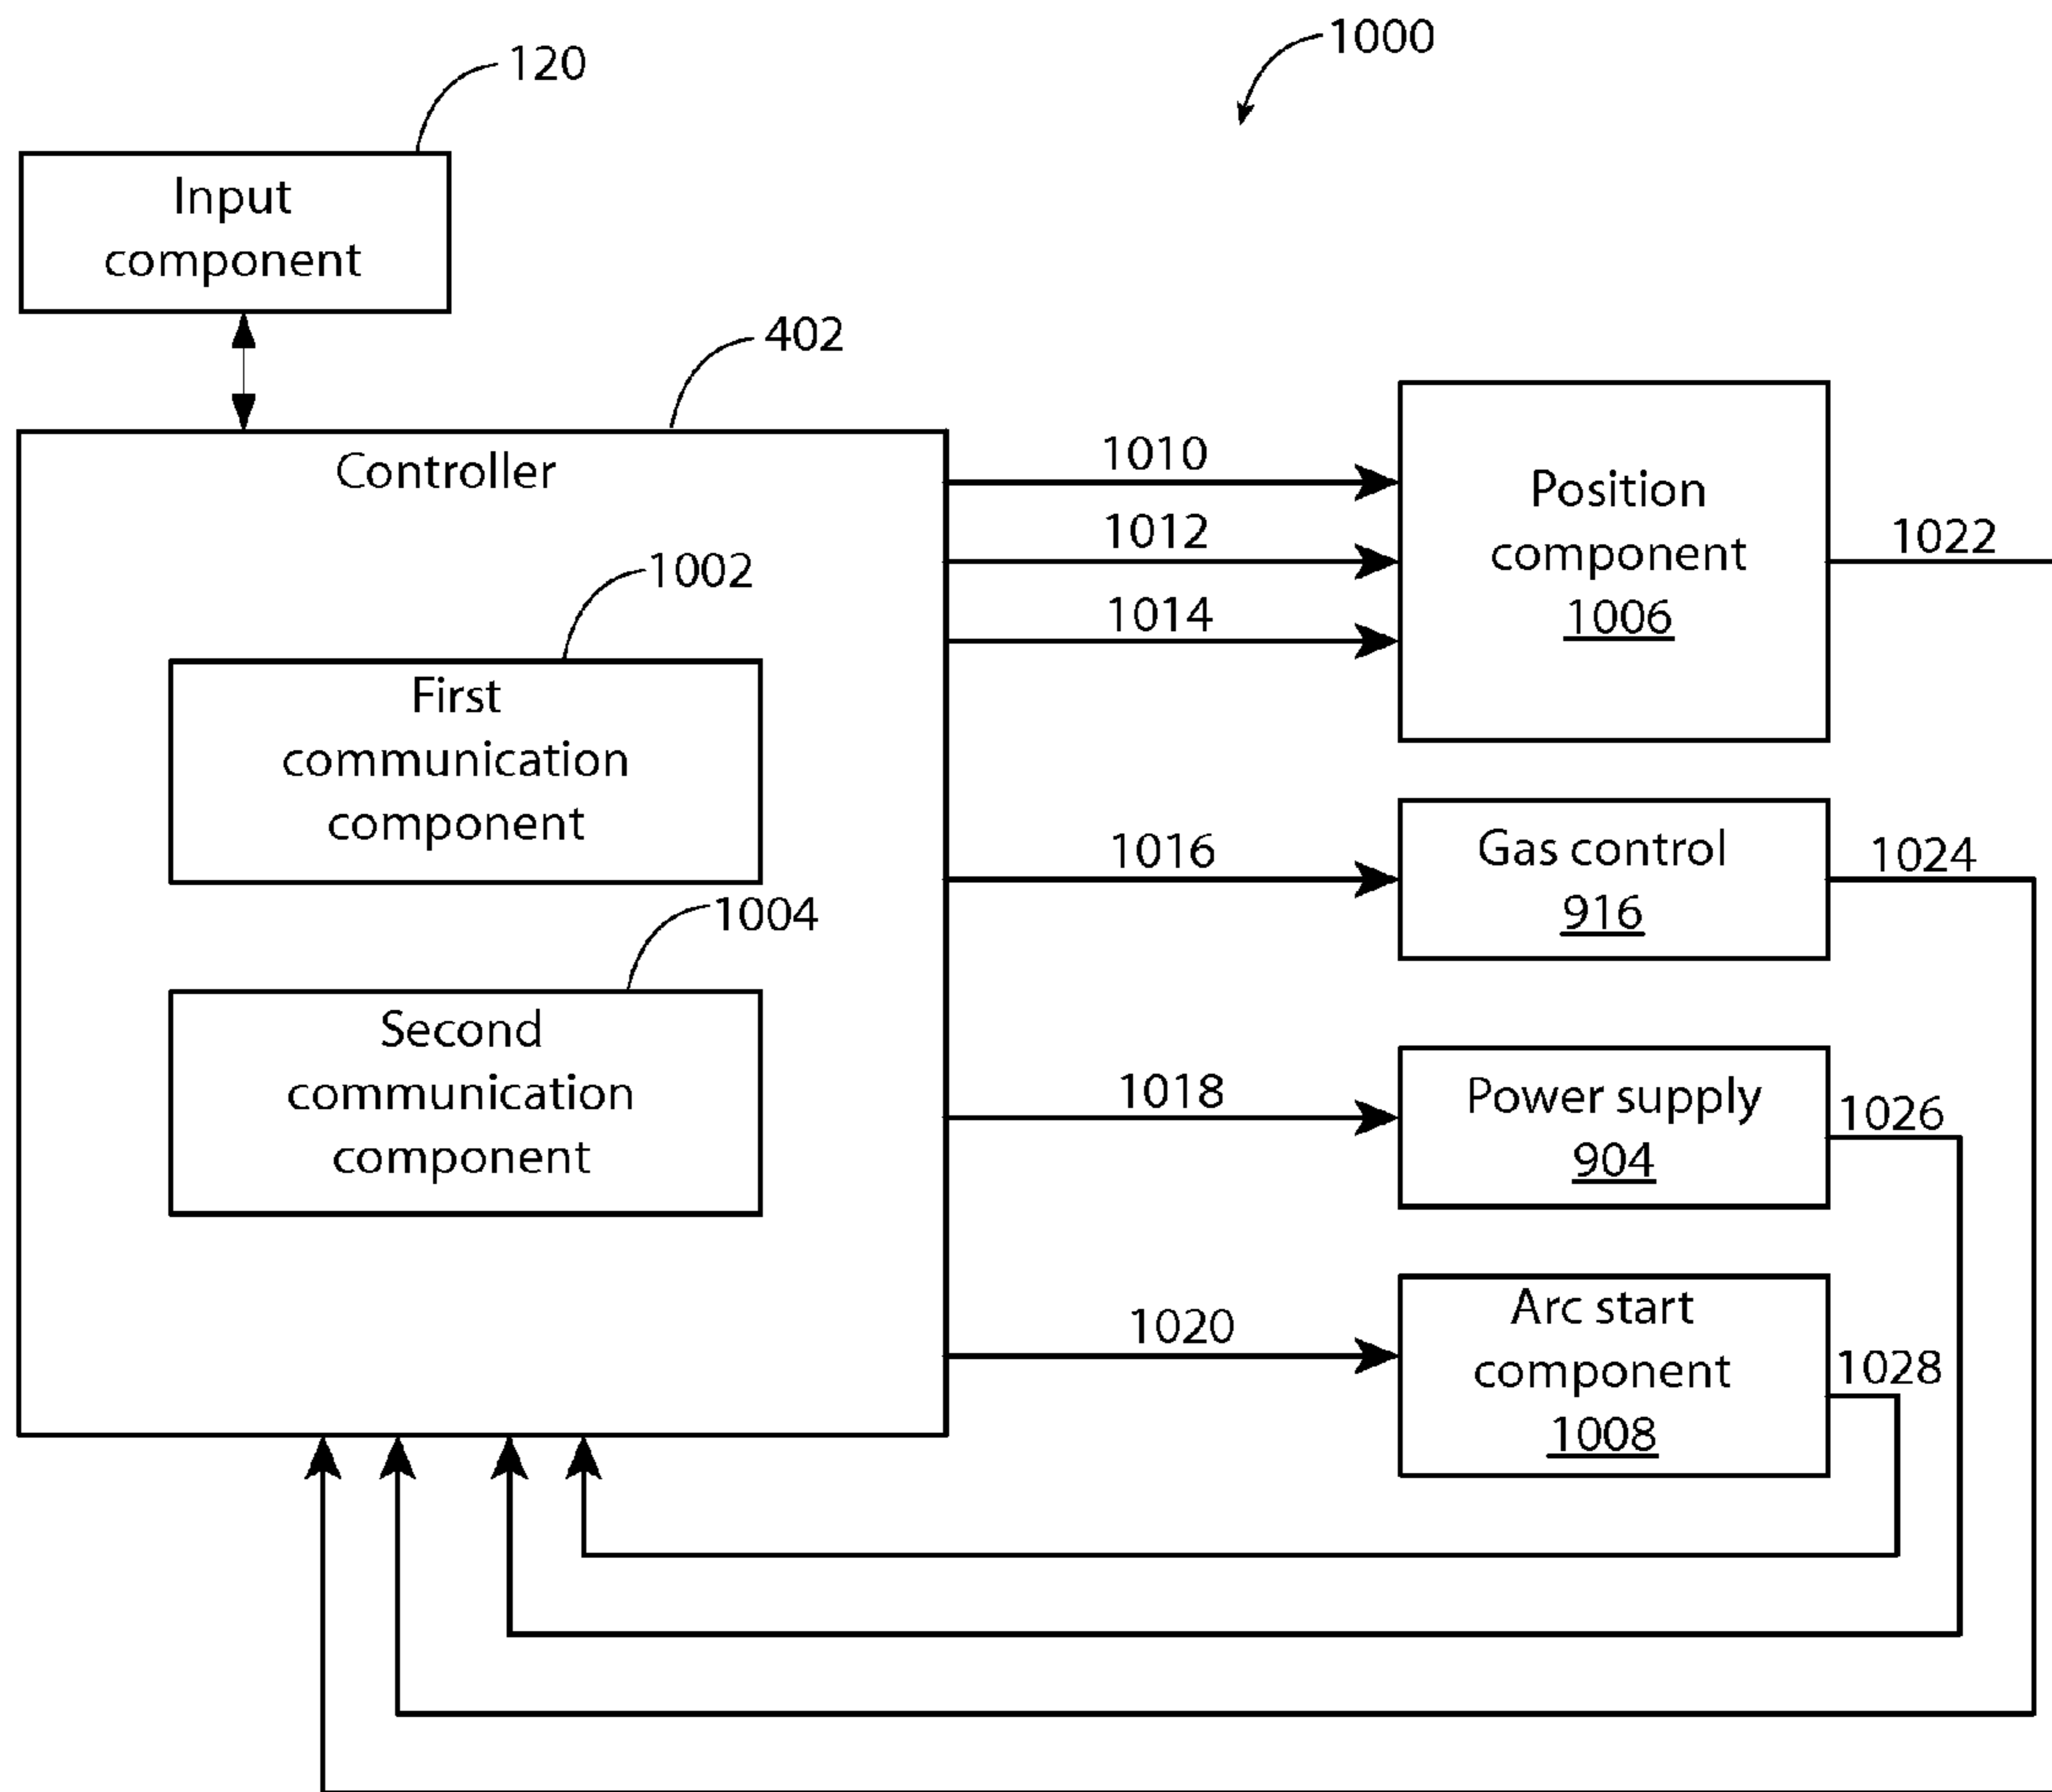 1000
120
Input
component
402
Controller
1010
1012
1014
Position
component
1006
1022
1002
First
communication
component
1016
Gas control
916
1024
1004
Second
communication
component
1018
Power supply
904
1026
1020
Arc start
component
1008
1028